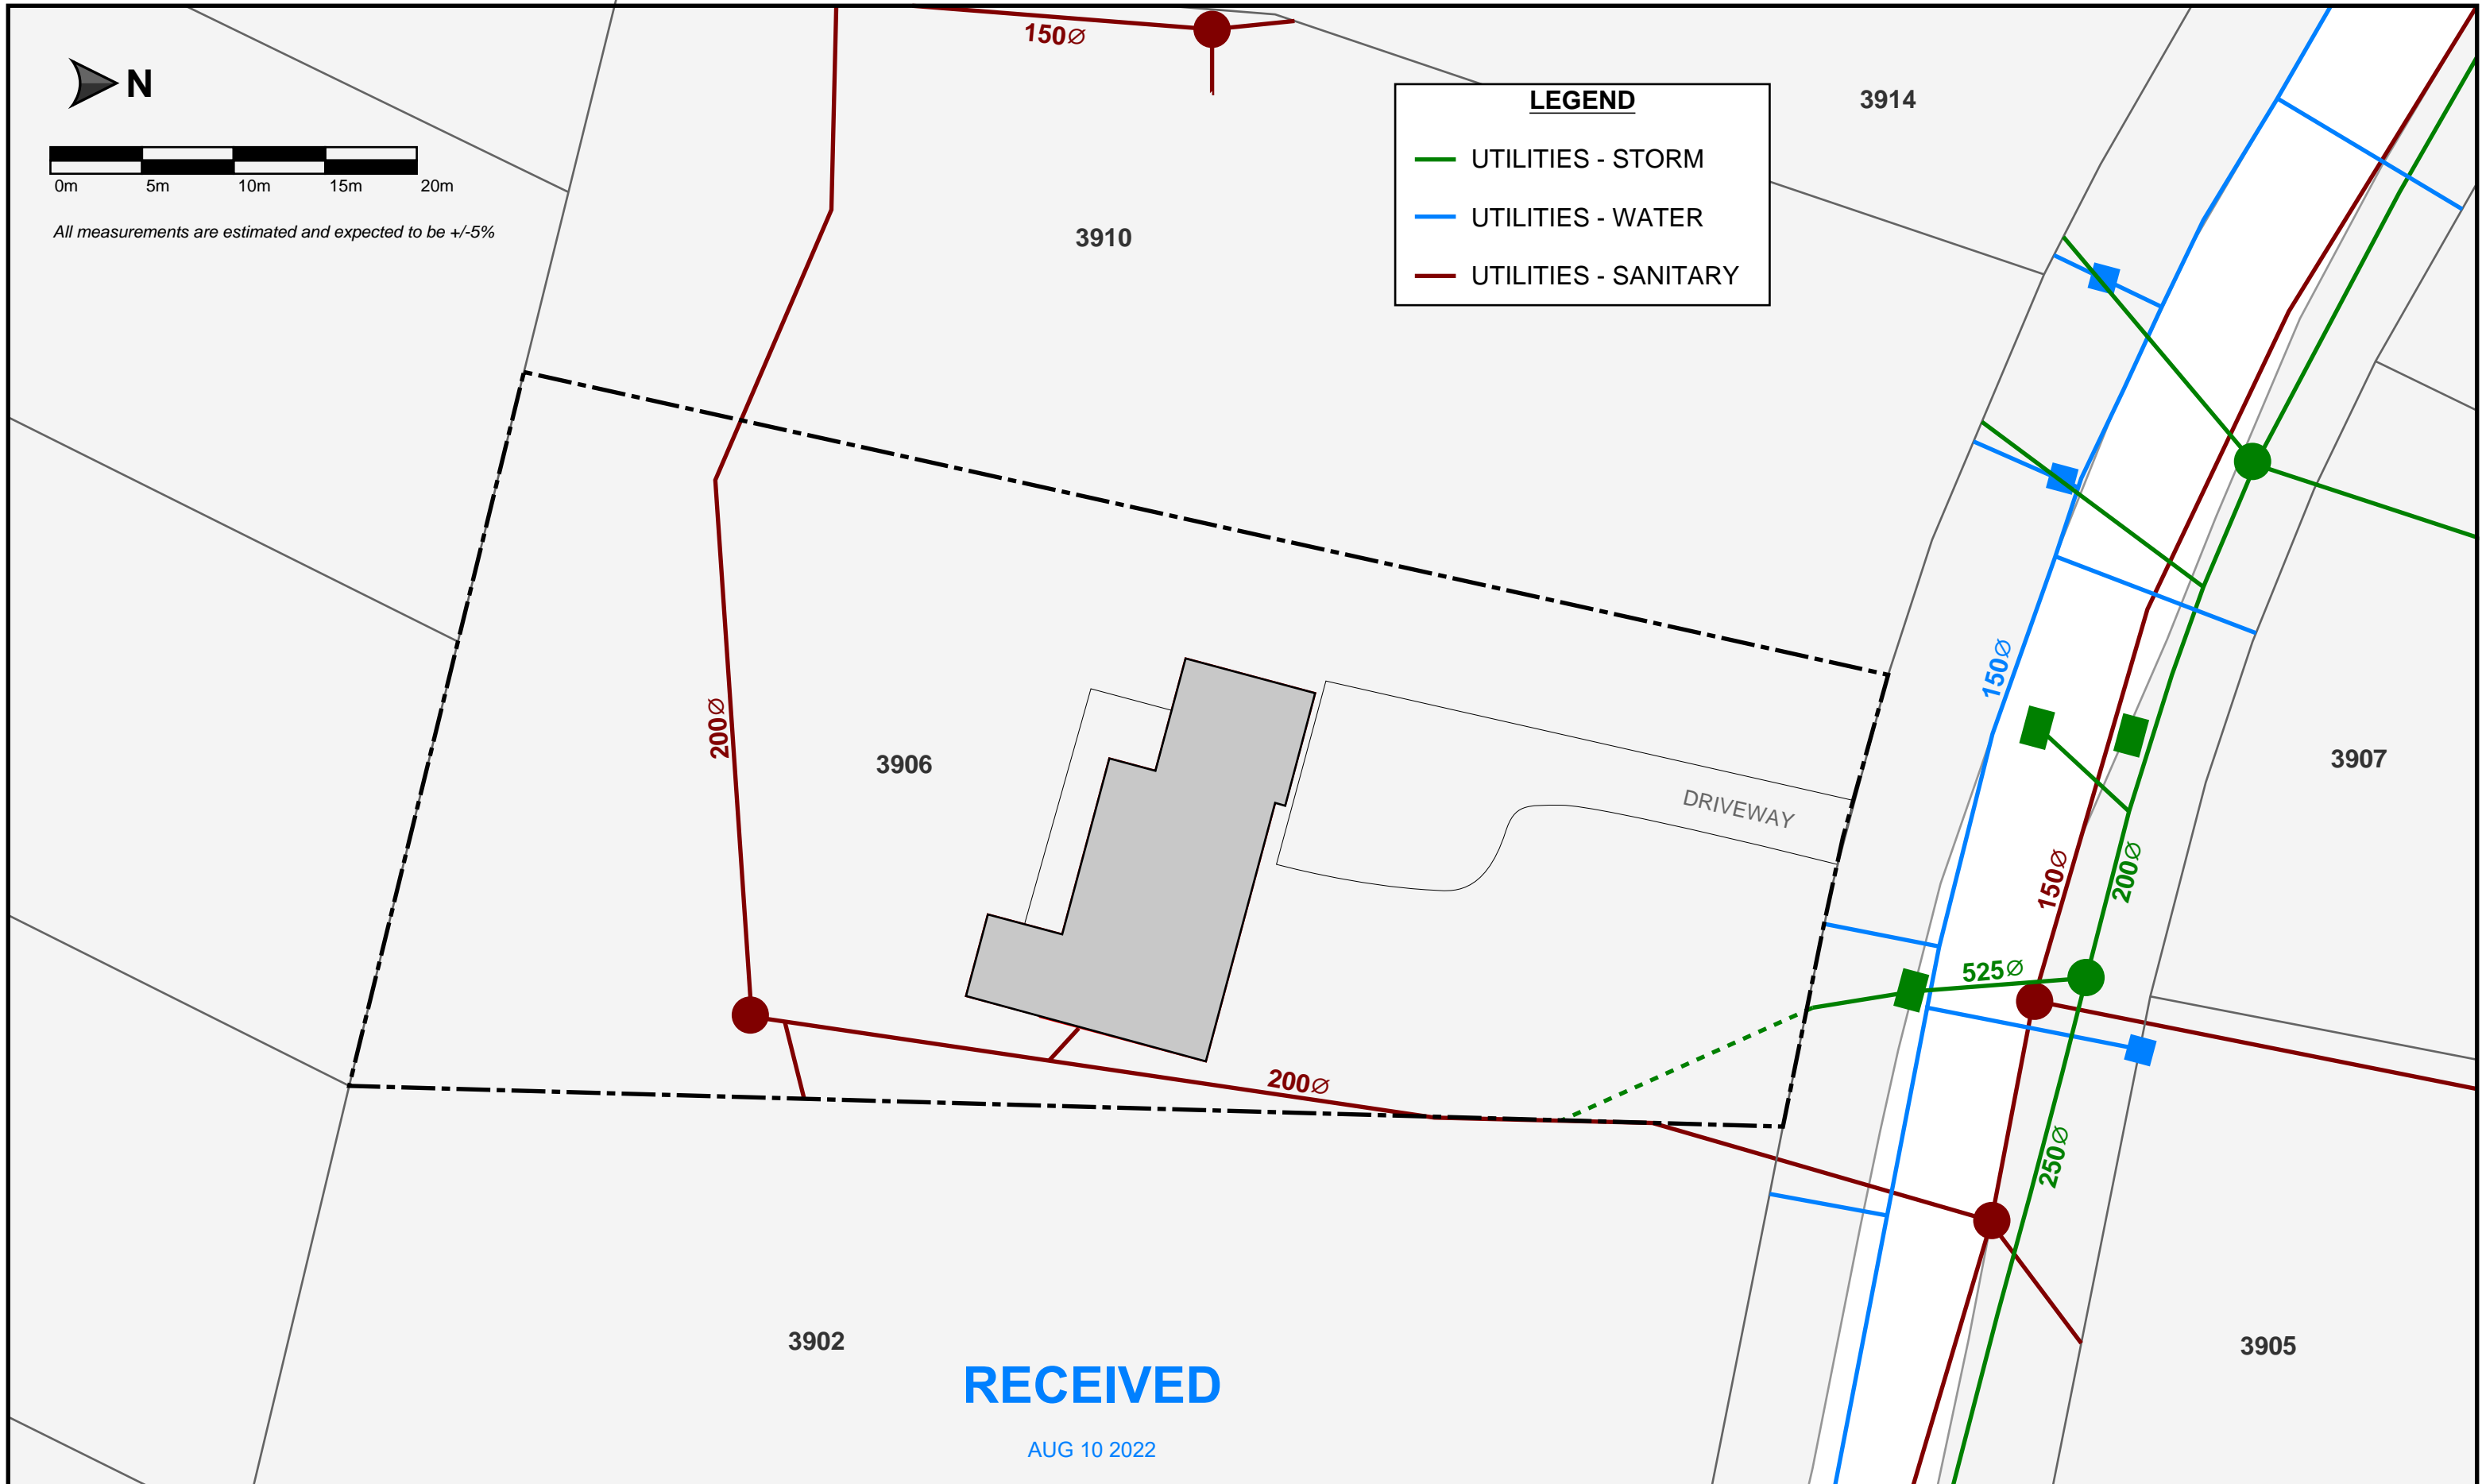 150∅
N
0m 5m 10m 15m 20m
All measurements are estimated and expected to be +/-5%
LEGEND
UTILITIES - STORM
UTILITIES - WATER
UTILITIES - SANITARY
3914
3910
150∅
200∅
3906
DRIVEWAY
3907
150∅
200∅
525∅
200∅
250∅
3902
3905
RECEIVED
AUG 10 2022